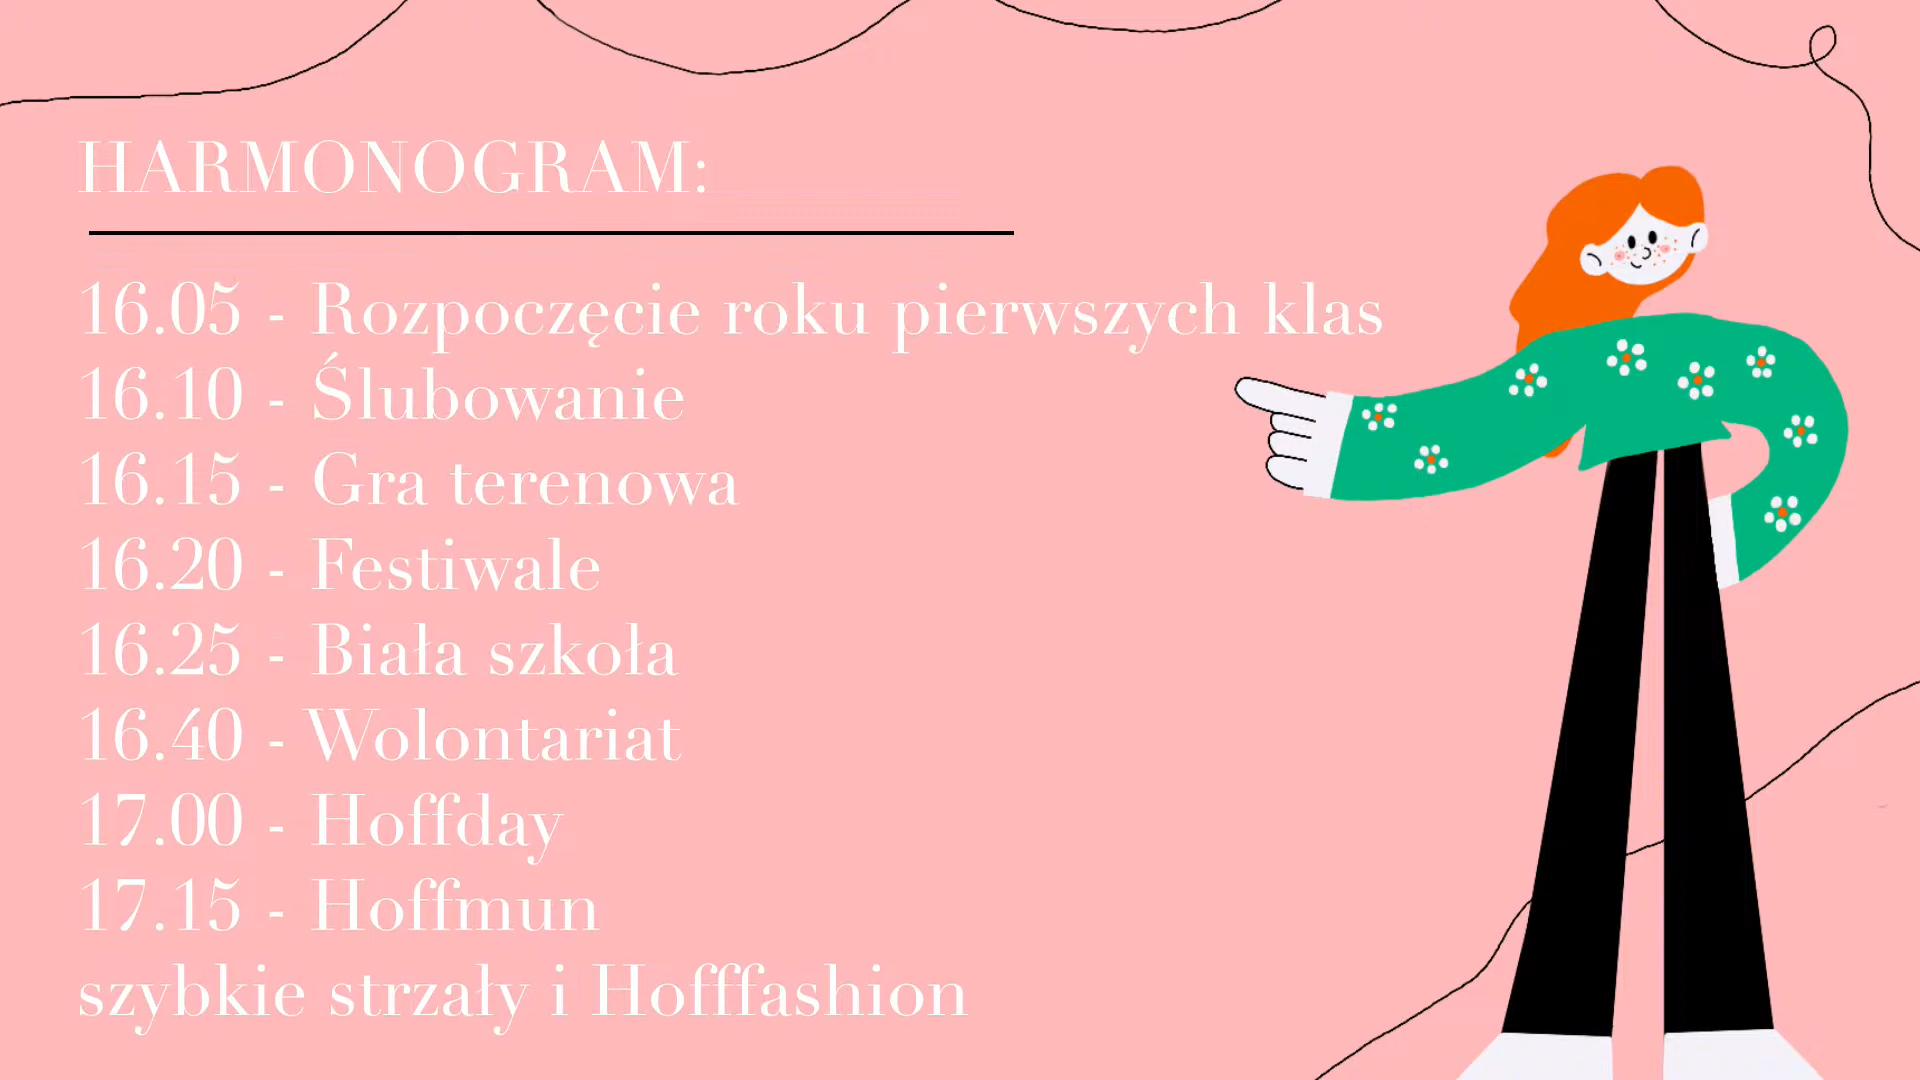 HARMONOGRAM:
16.05 - Rozpoczęcie roku pierwszych klas
16.10 - Ślubowanie
16.15 - Gra terenowa
16.20 - Festiwale
16.25 - Biała szkoła
16.40 - Wolontariat
17.00 - Hoffday
17.15 - Hoffmun
szybkie strzały i Hofffashion